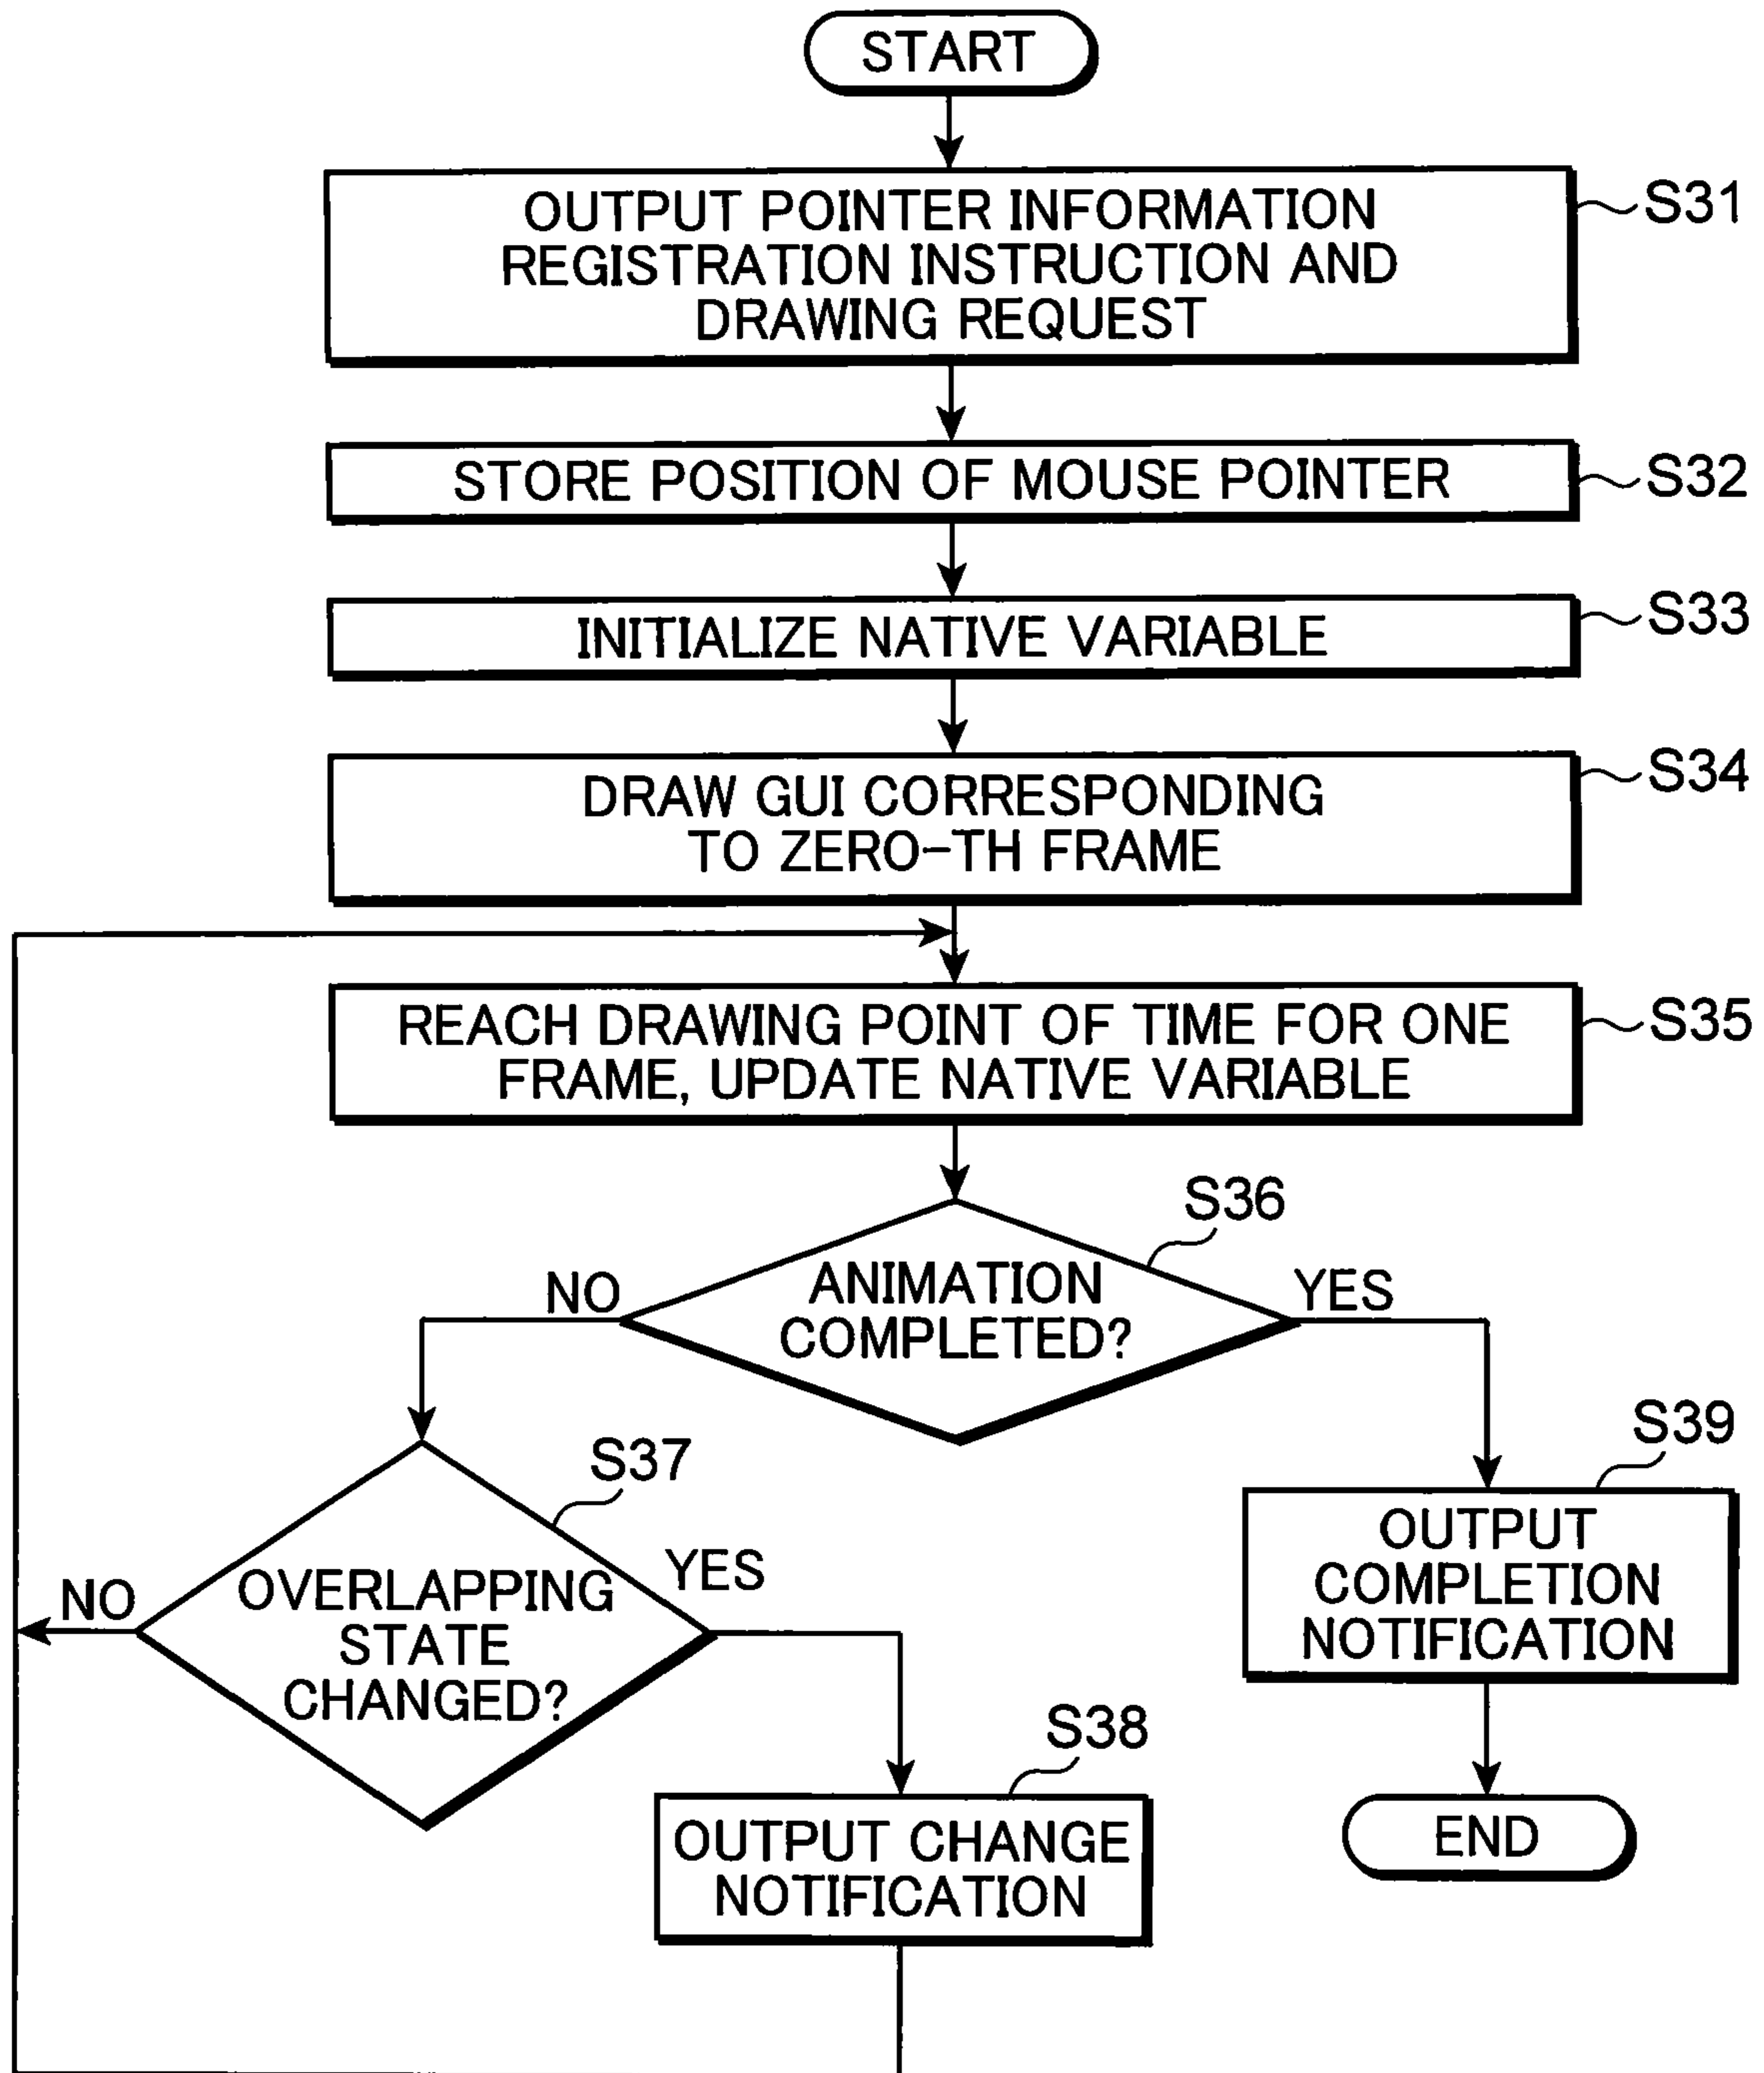 START
OUTPUT POINTER INFORMATION
REGISTRATION INSTRUCTION AND
DRAWING REQUEST
S31
STORE POSITION OF MOUSE POINTER
S32
INITIALIZE NATIVE VARIABLE
S33
DRAW GUI CORRESPONDING
TO ZERO-TH FRAME
S34
REACH DRAWING POINT OF TIME FOR ONE
FRAME, UPDATE NATIVE VARIABLE
S35
S36
ANIMATION
COMPLETED?
NO
YES
S37
OVERLAPPING
STATE
CHANGED?
NO
YES
S38
OUTPUT CHANGE
NOTIFICATION
S39
OUTPUT
COMPLETION
NOTIFICATION
END